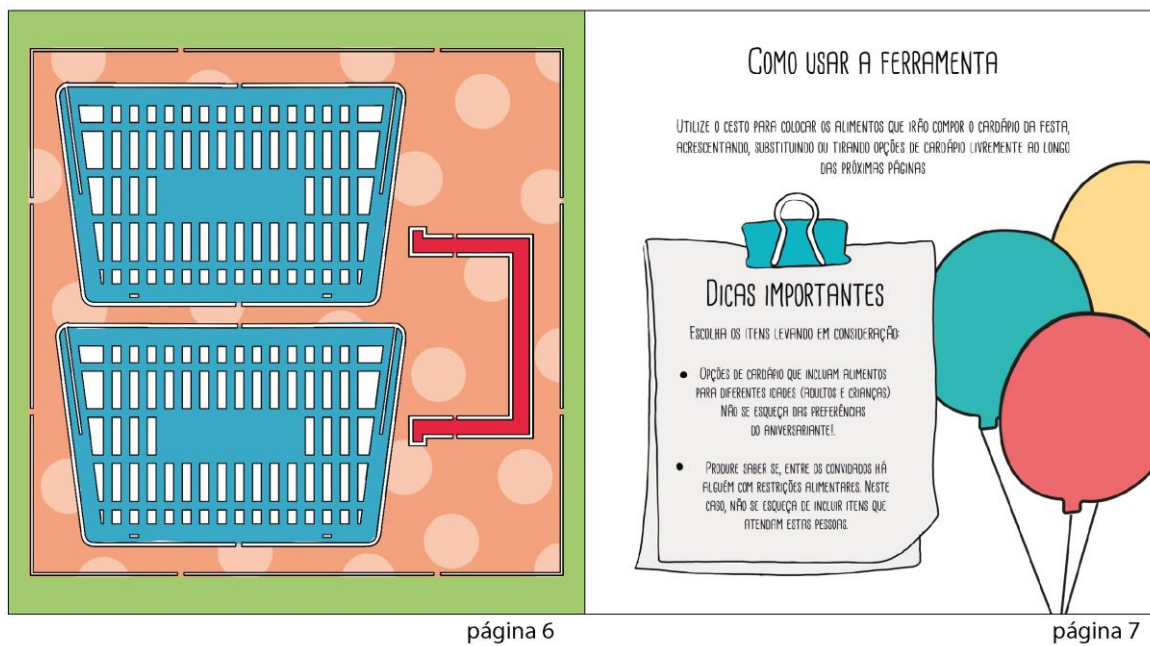 COMO USAR A FERRAMENTA
UTILIZE O CESTO PARA COLOCAR OS ALIMENTOS QUE IRÃO COMPOR O CARDÁPIO DA FESTA,
ACRESCENTANDO, SUBSTITUINDO OU TIRANDO OPÇÕES DE CARDÁPIO LIVREMENTE AO LONGO
DAS PRÓXIMAS PÁGINAS
DICAS IMPORTANTES
ESCOLHA OS ITENS LEVANDO EM CONSIDERAÇÃO:
• OPÇÕES DE CARDÁPIO QUE INCLUAM ALIMENTOS
PARA DIFERENTES IDADES (ADULTOS E CRIANÇAS)
NÃO SE ESQUEÇA DAS PREFERÊNCIAS
DO ANIVERSARIANTE!.
• PRODURE SABER SE, ENTRE OS CONVIDADOS HÁ
ALGUÉM COM RESTRIÇÕES ALIMENTARES. NESTE
CASO, NÃO SE ESQUEÇA DE INCLUIR ITENS QUE
ATENDAM ESTAS PESSOAS.
página 6
página 7